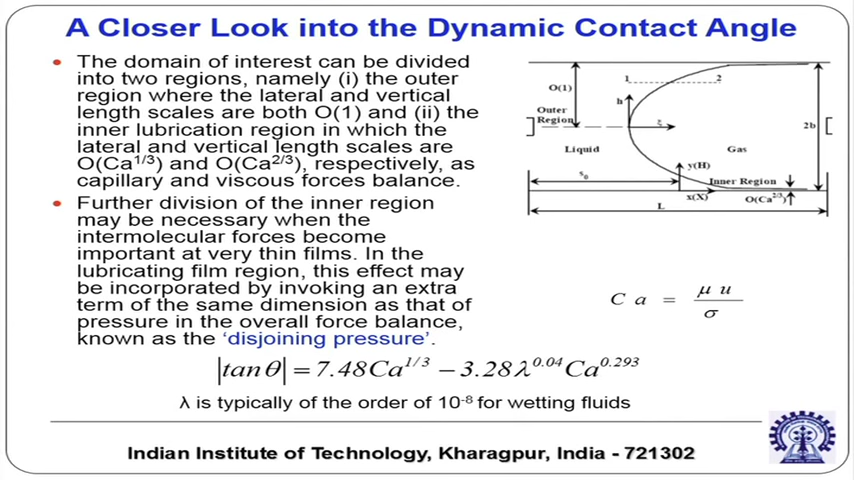 A Closer Look into the Dynamic Contact Angle
• The domain of interest can be divided
into two regions, namely (i) the outer
region where the lateral and vertical
length scales are both O(1) and (ii) the
inner lubrication region in which the
lateral and vertical length scales are
O(Ca^1/3) and O(Ca^2/3), respectively, as
capillary and viscous forces balance.
• Further division of the inner region
may be necessary when the
intermolecular forces become
important at very thin films. In the
lubricating film region, this effect may
be incorporated by invoking an extra
term of the same dimension as that of
pressure in the overall force balance,
known as the 'disjoining pressure'.
1
2
O(1)
h
Outer
Region
ξ
2b
Liquid
Gas
y(H)
s₀
Inner Region
x(X)
O(Ca^2/3)
L
Ca = μu/σ
|tanθ| = 7.48Ca^1/3 − 3.28λ^0.04 Ca^0.293
λ is typically of the order of 10^-8 for wetting fluids
Indian Institute of Technology, Kharagpur, India - 721302